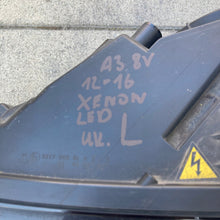 A3 8V
12-16
XENON
LED
UK. L